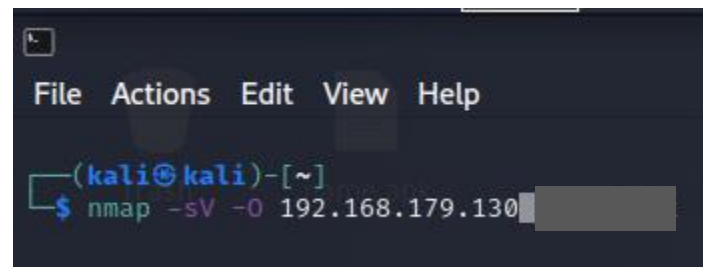 File Actions Edit View Help
┌──(kali㉿kali)-[~]
└─$ nmap -sV -O 192.168.179.130